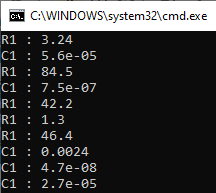 C:\WINDOWS\system32\cmd.exe
R1 : 3.24
C1 : 5.6e-05
R1 : 84.5
C1 : 7.5e-07
R1 : 42.2
R1 : 1.3
R1 : 46.4
C1 : 0.0024
C1 : 4.7e-08
C1 : 2.7e-05